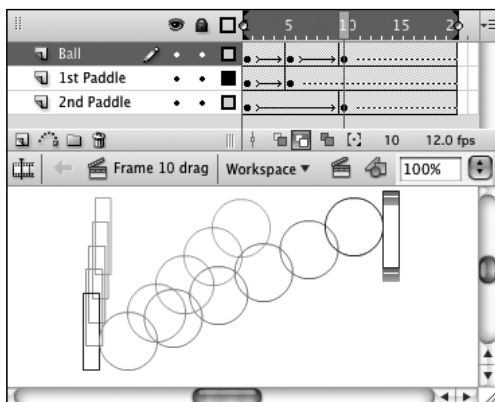 5 10 15 20
Ball
1st Paddle
2nd Paddle
10 12.0 fps
Frame 10 drag Workspace 100%